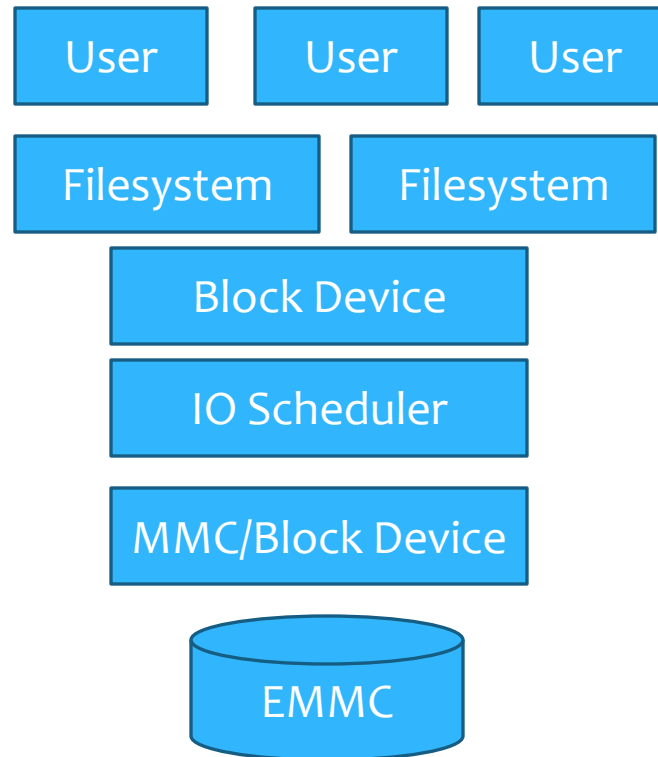 User User User
Filesystem Filesystem
Block Device
IO Scheduler
MMC/Block Device
EMMC